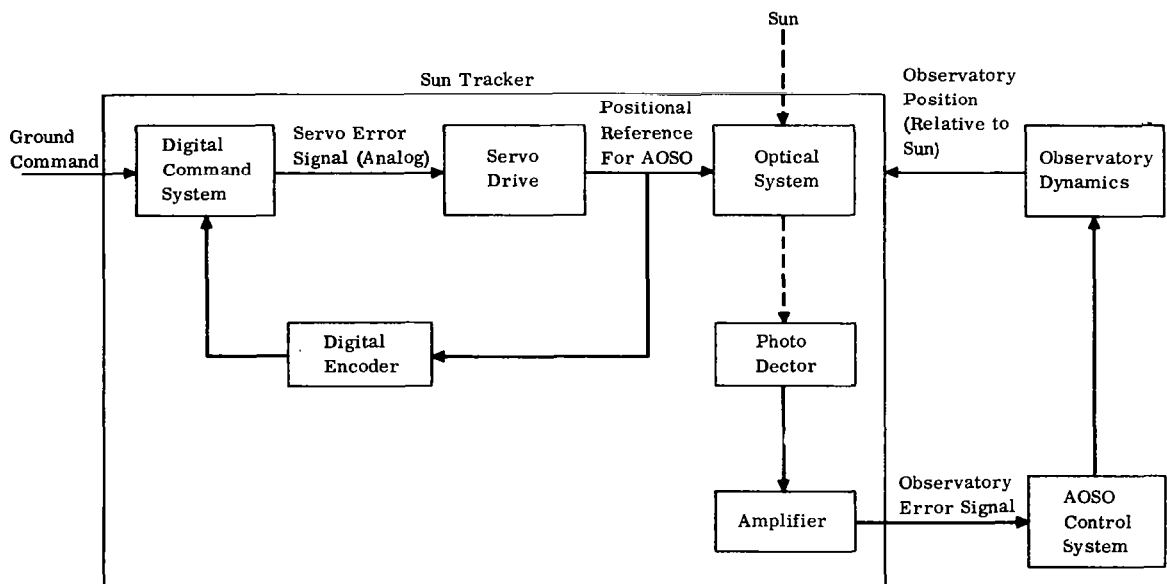 Sun
Sun Tracker
Ground
Command
Digital
Command
System
Servo Error
Signal (Analog)
Servo
Drive
Positional
Reference
For AOSO
Optical
System
Observatory
Position
(Relative to
Sun)
Observatory
Dynamics
Digital
Encoder
Photo
Dector
Amplifier
Observatory
Error Signal
AOSO
Control
System